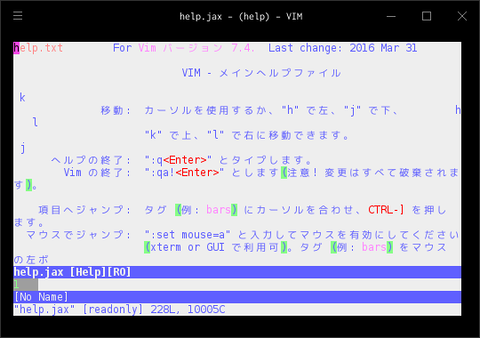 help.jax – (help) – VIM
help.txt For Vim バージョン 7.4. Last change: 2016 Mar 31
VIM - メインヘルプファイル
k
移動: カーソルを使用するか、"h" で左、"j" で下、 h
l
"k" で上、"l" で右に移動できます。
j
ヘルプの終了: ":q<Enter>" とタイプします。
Vim の終了: ":qa!<Enter>" とします(注意! 変更はすべて破棄されま
す)。
項目へジャンプ: タグ (例: bars) にカーソルを合わせ、CTRL-] を押し
ます。
マウスでジャンプ: ":set mouse=a" と入力してマウスを有効にしてください
(xterm or GUI で利用可)。タグ (例: bars) をマウス
の左ボ
help.jax [Help][RO]
1
[No Name]
"help.jax" [readonly] 228L, 10005C